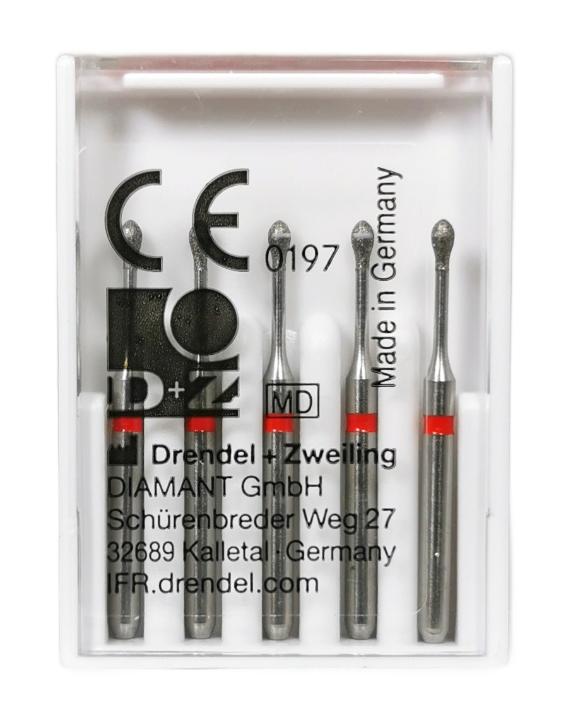 CE 0197
Made in Germany
D+Z
MD
Drendel + Zweiling
DIAMANT GmbH
Schürenbreder Weg 27
32689 Kalletal · Germany
IFR.drendel.com